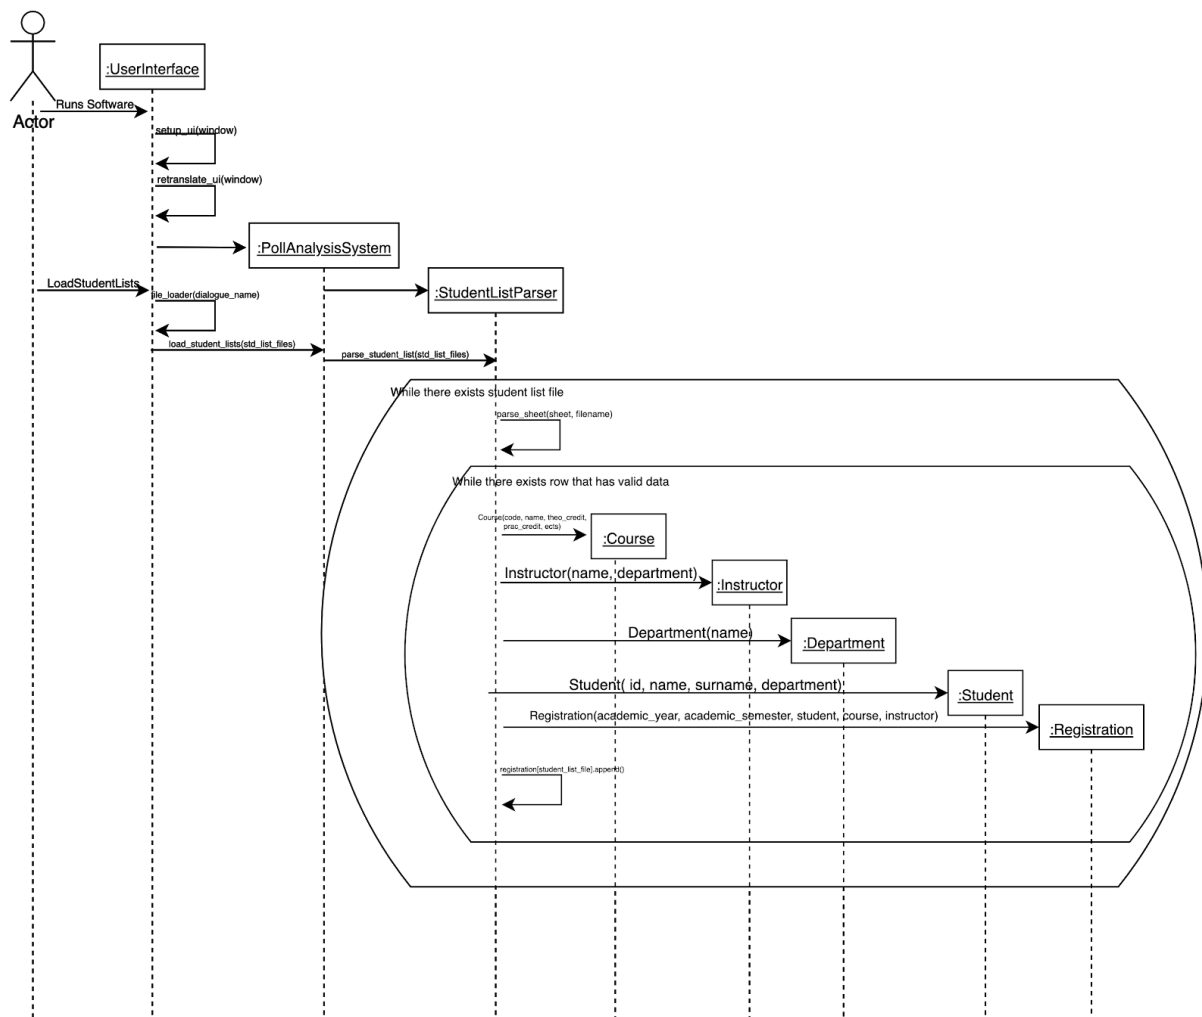 :UserInterface
Runs Software
Actor
setup_ui(window)
retranslate_ui(window)
:PollAnalysisSystem
LoadStudentLists
:StudentListParser
file_loader(dialogue_name)
load_student_lists(std_list_files)
parse_student_list(std_list_files)
While there exists student list file
parse_sheet(sheet, filename)
While there exists row that has valid data
Course(code, name, theo_credit,
prac_credit, ects)
:Course
Instructor(name, department)
:Instructor
Department(name)
:Department
Student( id, name, surname, department)
:Student
Registration(academic_year, academic_semester, student, course, instructor)
:Registration
registration[student_list_file].append()